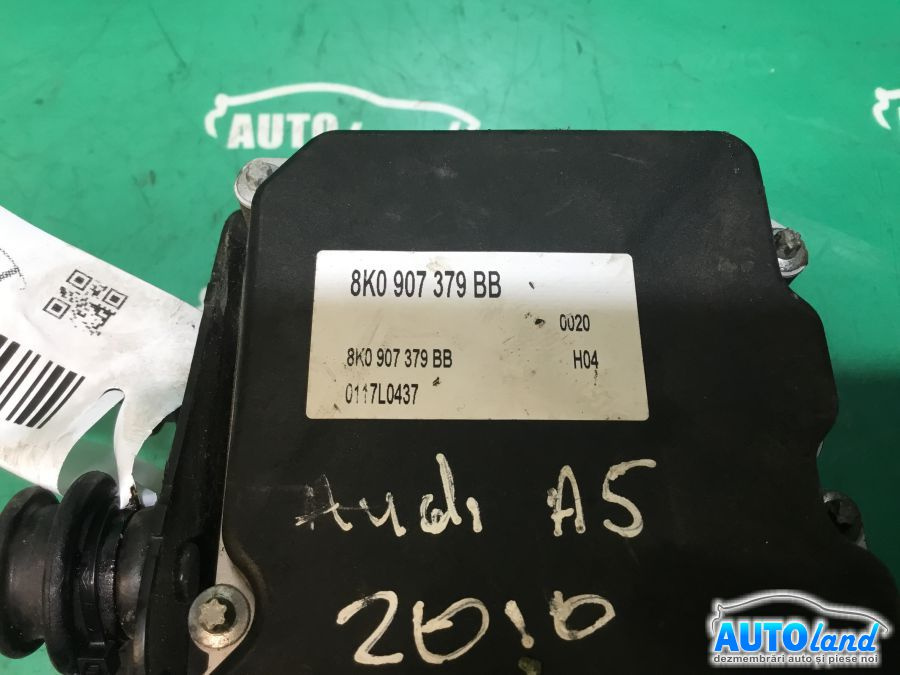 AUTOland
8K0 907 379 BB
0020
8K0 907 379 BB H04
0117L0437
Audi A5
2010
AUTOland
dezmembrări auto și piese noi